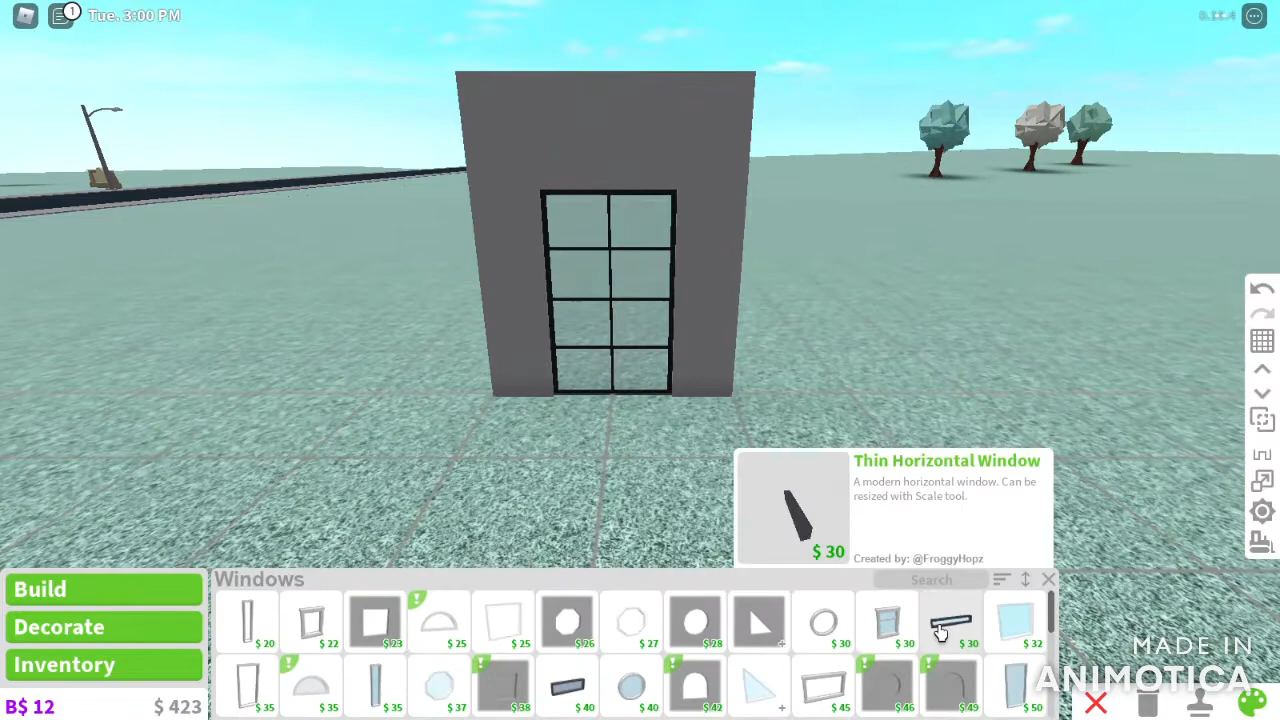 1
Tue. 3:00 PM
Thin Horizontal Window
A modern horizontal window. Can be
resized with Scale tool.
$ 30
Created by: @FroggyHopz
Build
Decorate
Inventory
B$ 12
$ 423
Windows
Search
$ 20
$ 22
$ 23
$ 25
$ 25
$ 26
$ 27
$ 28
$ 30
$ 30
$ 30
$ 32
$ 35
$ 35
$ 35
$ 38
$ 40
$ 40
$ 42
$ 45
$ 46
$ 49
$ 50
MADE IN
ANIMOTICA